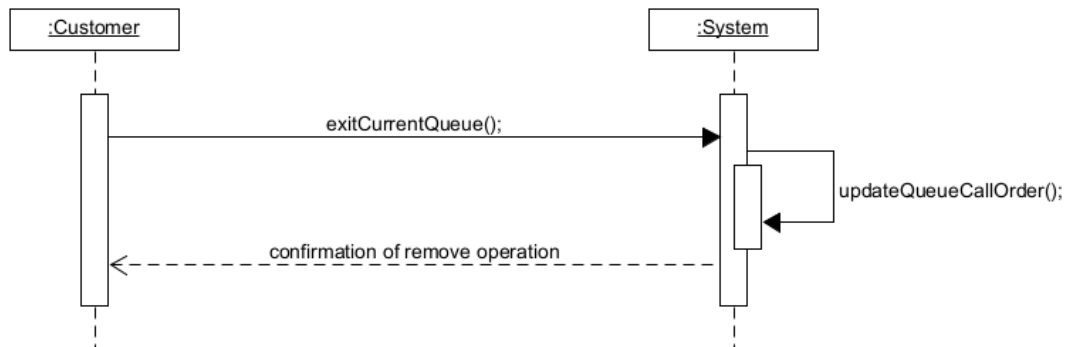 :Customer
:System
exitCurrentQueue();
updateQueueCallOrder();
confirmation of remove operation